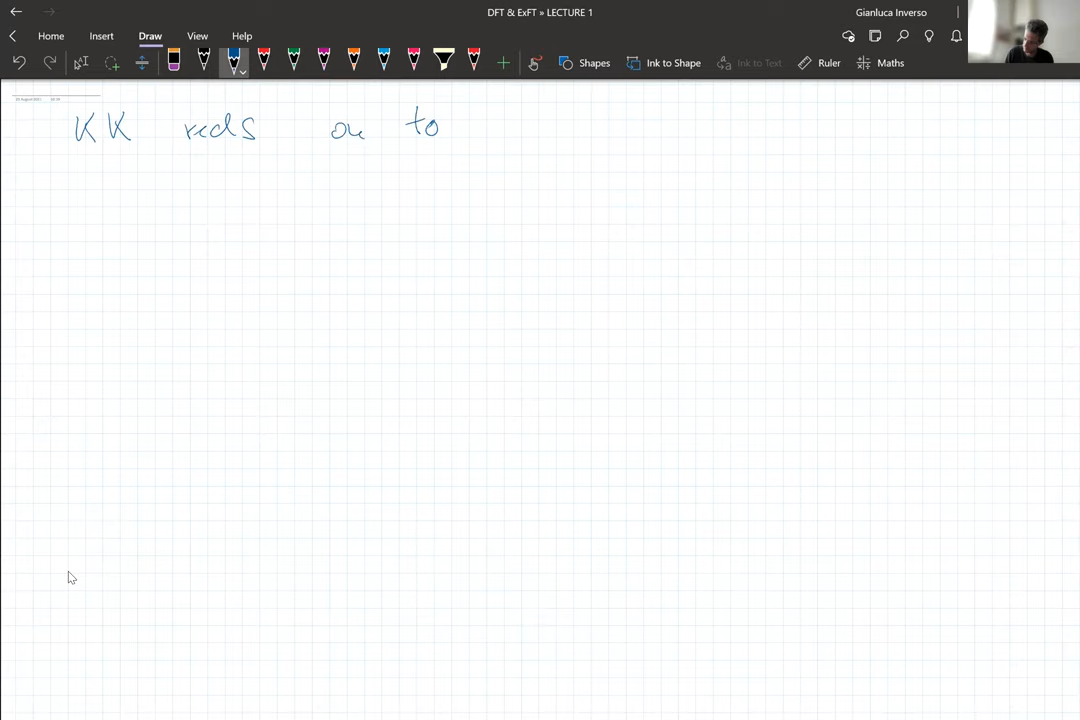 DFT & ExFT » LECTURE 1
Gianluca Inverso
Home Insert Draw View Help
Shapes Ink to Shape Ink to Text Ruler Maths
KK reds on to